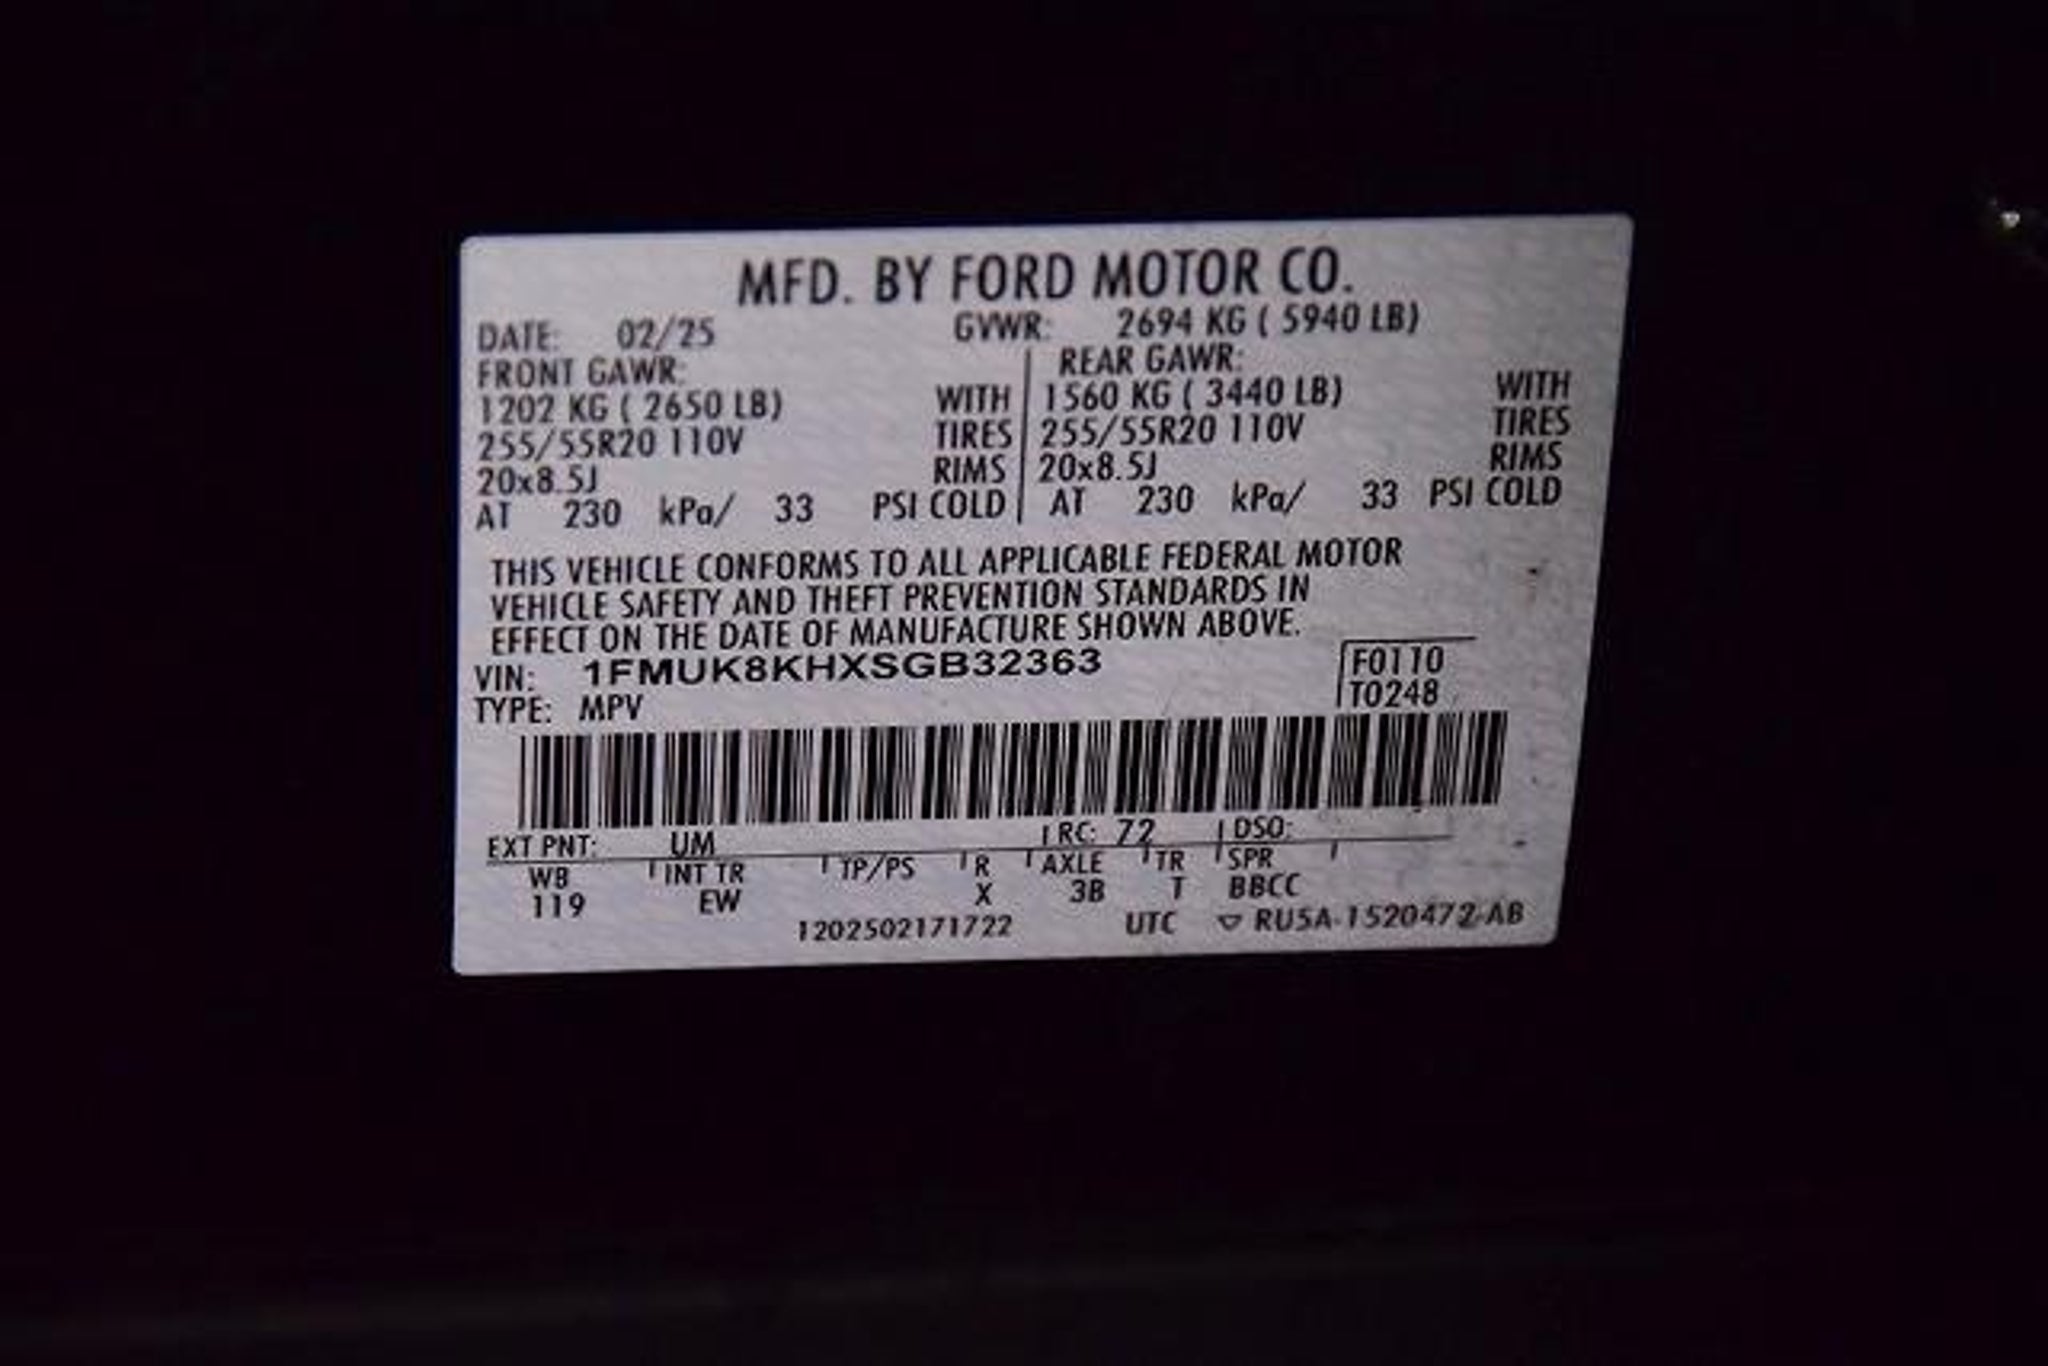 MFD. BY FORD MOTOR CO.
DATE: 02/25 GVWR: 2694 KG ( 5940 LB)
FRONT GAWR: REAR GAWR:
1202 KG ( 2650 LB) WITH 1560 KG ( 3440 LB) WITH
255/55R20 110V TIRES 255/55R20 110V TIRES
20x8.5J RIMS 20x8.5J RIMS
AT 230 kPa/ 33 PSI COLD AT 230 kPa/ 33 PSI COLD
THIS VEHICLE CONFORMS TO ALL APPLICABLE FEDERAL MOTOR
VEHICLE SAFETY AND THEFT PREVENTION STANDARDS IN
EFFECT ON THE DATE OF MANUFACTURE SHOWN ABOVE.
VIN: 1FMUK8KHXSGB32363 F0110
TYPE: MPV T0248
EXT PNT: UM RC: 72 DSO:
WB INT TR TP/PS R AXLE TR SPR
119 EW X 3B T BBCC
1202502171722 UTC ▽ RU5A-1520472-AB